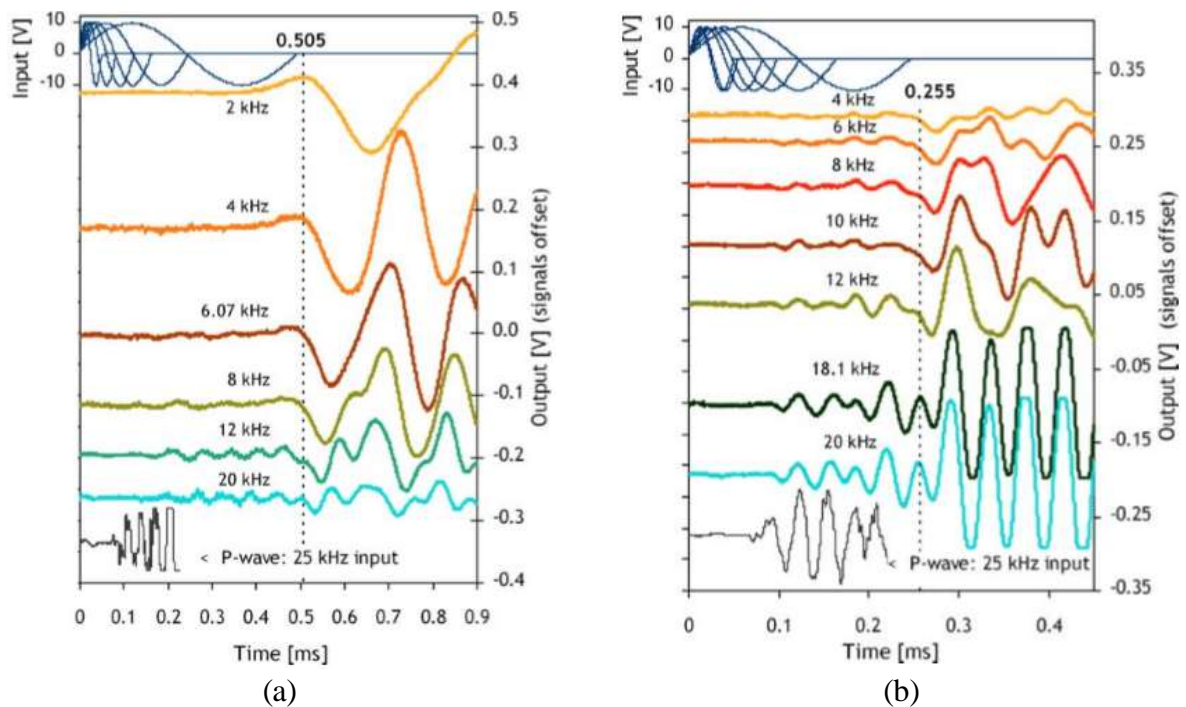 Input [V]
10
0
-10
0.505
2 kHz
4 kHz
6.07 kHz
8 kHz
12 kHz
20 kHz
< P-wave: 25 kHz input
0.5
0.4
0.3
0.2
0.1
0.0
-0.1
-0.2
-0.3
-0.4
Output [V] (signals offset)
0 0.1 0.2 0.3 0.4 0.5 0.6 0.7 0.8 0.9
Time [ms]
(a)
Input [V]
10
0
-10
0.255
4 kHz
6 kHz
8 kHz
10 kHz
12 kHz
18.1 kHz
20 kHz
< P-wave: 25 kHz input
0.35
0.25
0.15
0.05
-0.05
-0.15
-0.25
-0.35
Output [V] (signals offset)
0 0.1 0.2 0.3 0.4
Time [ms]
(b)